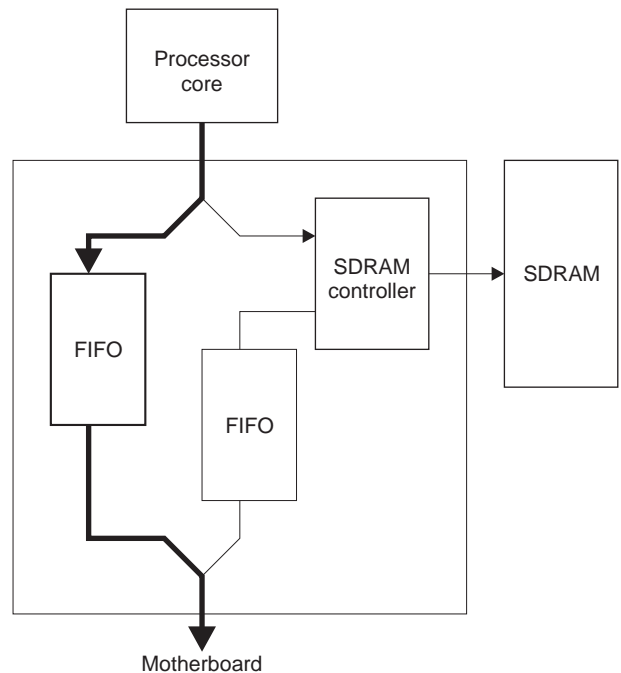 Processor
core
SDRAM
controller
SDRAM
FIFO
FIFO
Motherboard